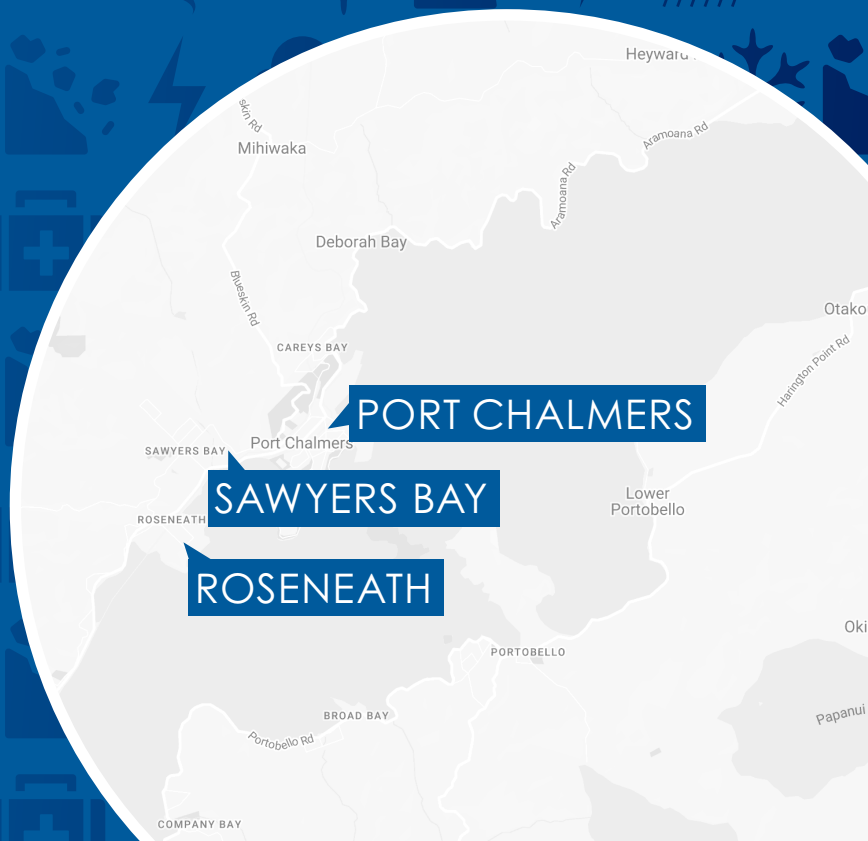 Heyward
skin Rd
Mihiwaka
Aramoana Rd
Aramoana Rd
Deborah Bay
Blueskin Rd
Otako
CAREYS BAY
Harington Point Rd
PORT CHALMERS
Port Chalmers
SAWYERS BAY
SAWYERS BAY
Lower
Portobello
ROSENEATH
ROSENEATH
Oki
PORTOBELLO
BROAD BAY
Papanui
Portobello Rd
COMPANY BAY